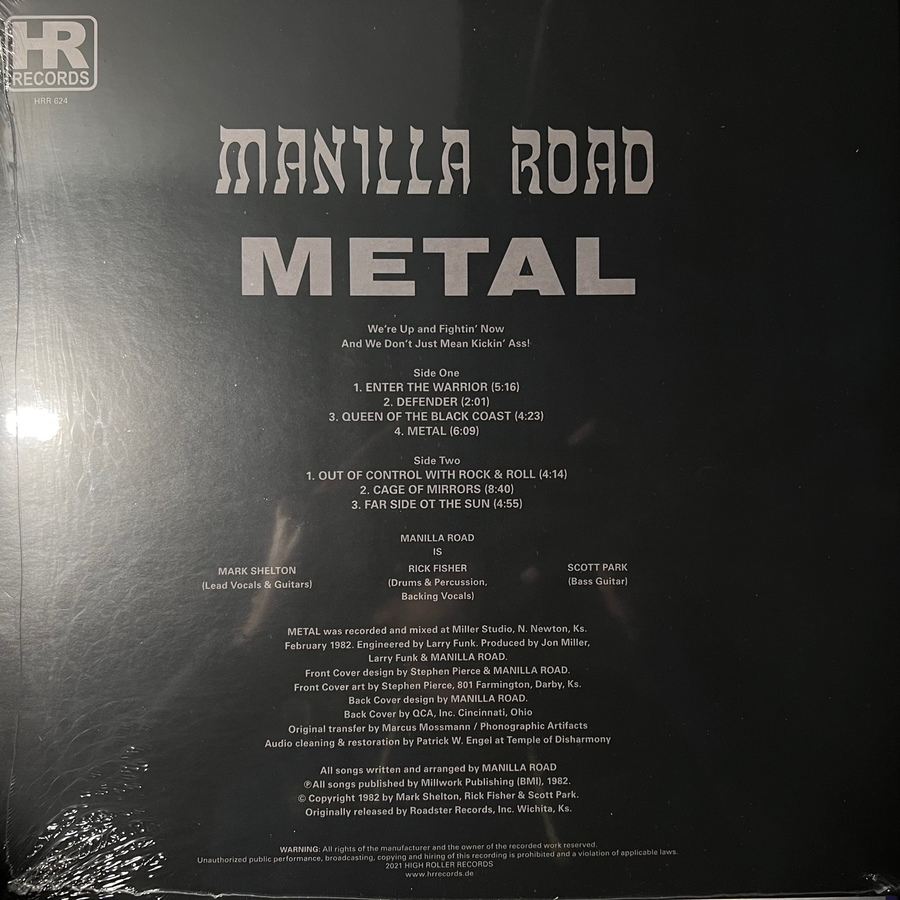 HR
RECORDS
HRR 624
MANILLA ROAD
METAL
We're Up and Fightin' Now
And We Don't Just Mean Kickin' Ass!
Side One
1. ENTER THE WARRIOR (5:16)
2. DEFENDER (2:01)
3. QUEEN OF THE BLACK COAST (4:23)
4. METAL (6:09)
Side Two
1. OUT OF CONTROL WITH ROCK & ROLL (4:14)
2. CAGE OF MIRRORS (8:40)
3. FAR SIDE OT THE SUN (4:55)
MANILLA ROAD
IS
MARK SHELTON
(Lead Vocals & Guitars)
RICK FISHER
(Drums & Percussion,
Backing Vocals)
SCOTT PARK
(Bass Guitar)
METAL was recorded and mixed at Miller Studio, N. Newton, Ks.
February 1982. Engineered by Larry Funk. Produced by Jon Miller,
Larry Funk & MANILLA ROAD.
Front Cover design by Stephen Pierce & MANILLA ROAD.
Front Cover art by Stephen Pierce, 801 Farmington, Darby, Ks.
Back Cover design by MANILLA ROAD.
Back Cover by QCA, Inc. Cincinnati, Ohio
Original transfer by Marcus Mossmann / Phonographic Artifacts
Audio cleaning & restoration by Patrick W. Engel at Temple of Disharmony
All songs written and arranged by MANILLA ROAD
℗All songs published by Millwork Publishing (BMI), 1982.
© Copyright 1982 by Mark Shelton, Rick Fisher & Scott Park.
Originally released by Roadster Records, Inc. Wichita, Ks.
WARNING: All rights of the manufacturer and the owner of the recorded work reserved.
Unauthorized public performance, broadcasting, copying and hiring of this recording is prohibited and a violation of applicable laws.
2021 HIGH ROLLER RECORDS
www.hrrecords.de